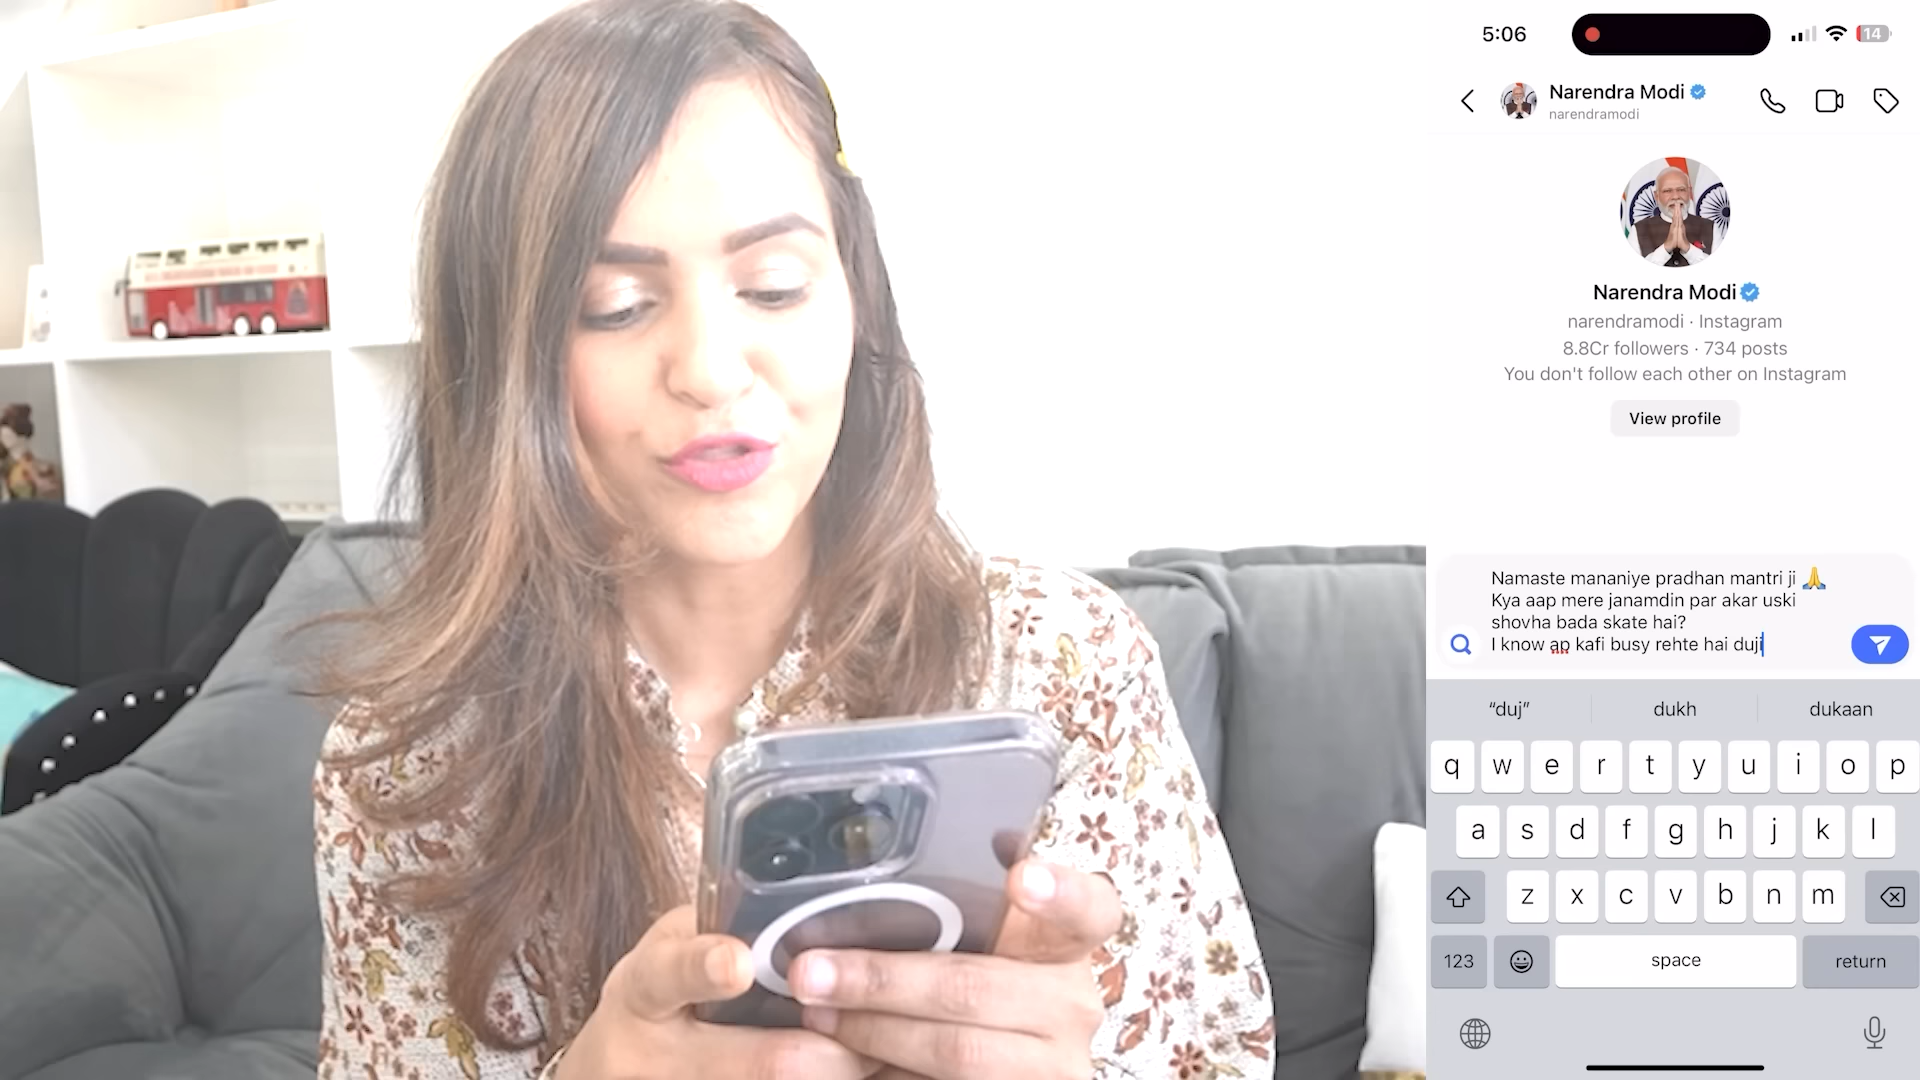 5:06
14
Narendra Modi
narendramodi
Narendra Modi
narendramodi · Instagram
8.8Cr followers · 734 posts
You don't follow each other on Instagram
View profile
Namaste mananiye pradhan mantri ji 🙏
Kya aap mere janamdin par akar uski
shovha bada skate hai?
I know ap kafi busy rehte hai duji
“duj” dukh dukaan
q w e r t y u i o p
a s d f g h j k l
z x c v b n m
123 space return